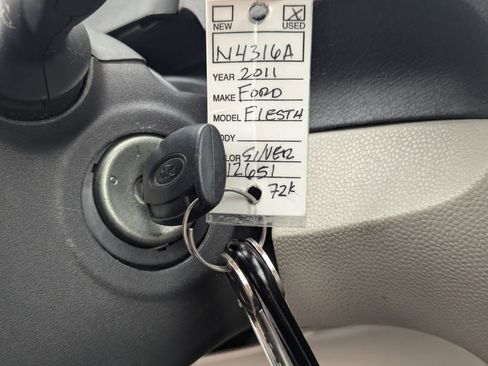 NEW USED
N4316A
YEAR 2011
MAKE FORD
MODEL FIESTA
BODY
COLOR SILVER
12651
72K